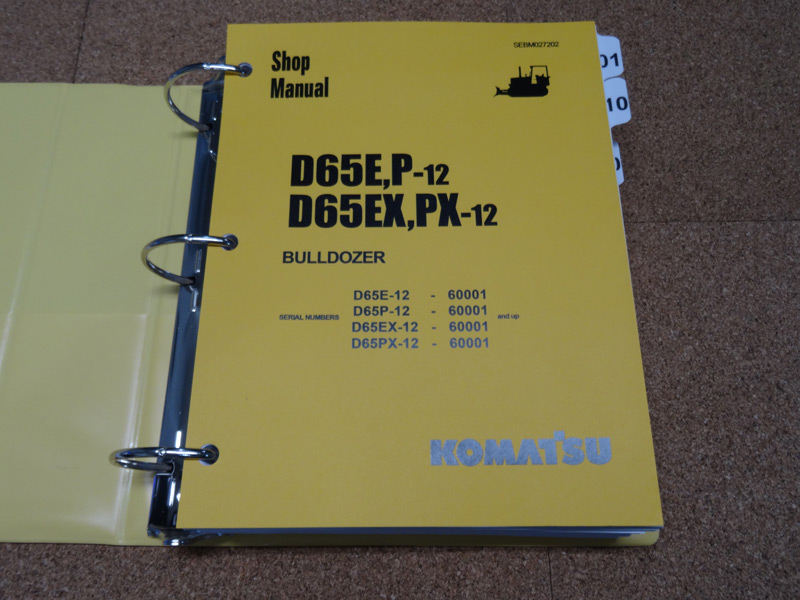 SEBM027202
Shop
Manual
01
10
0
D65E,P-12
D65EX,PX-12
BULLDOZER
D65E-12 - 60001
D65P-12 - 60001
SERIAL NUMBERS and up
D65EX-12 - 60001
D65PX-12 - 60001
KOMATSU